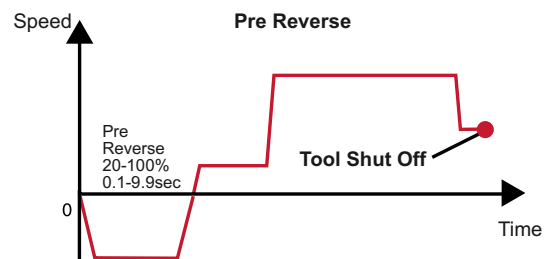 Speed
Pre Reverse
Pre
Reverse
20-100%
0.1-9.9sec
Tool Shut Off
0
Time